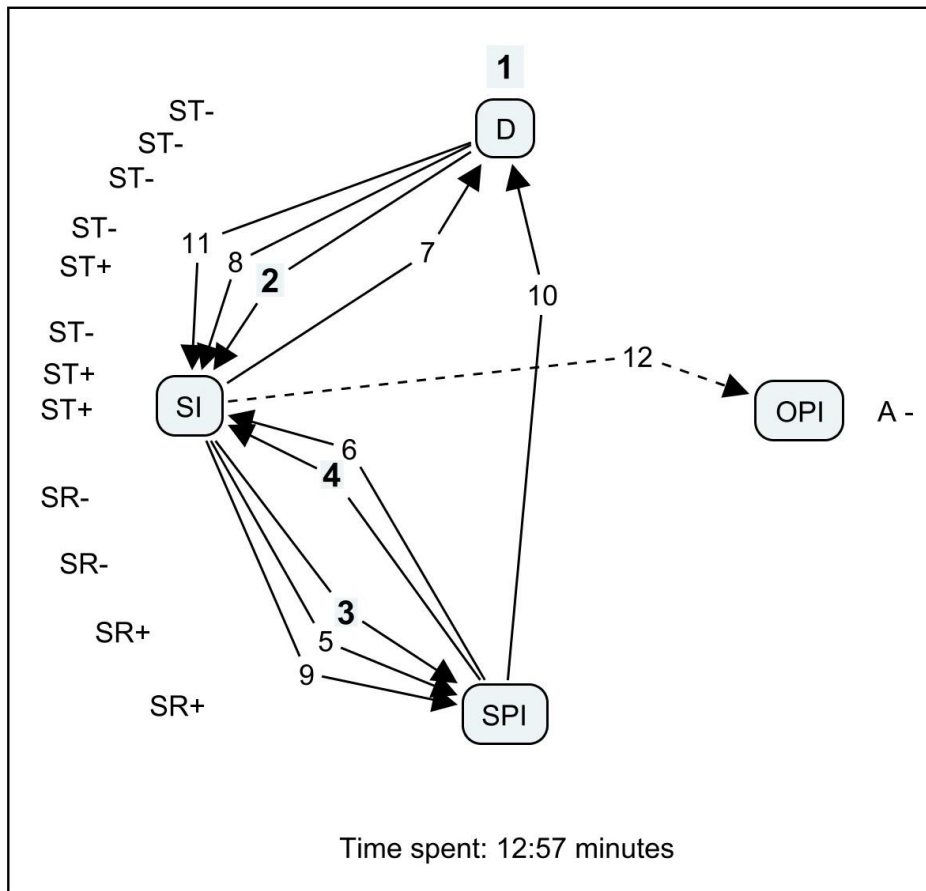 1
ST-
D
ST-
ST-
ST-
11
7
ST+
8
2
10
ST-
12
ST+
ST+
SI
OPI
A -
6
4
SR-
SR-
3
SR+
5
9
SR+
SPI
Time spent: 12:57 minutes